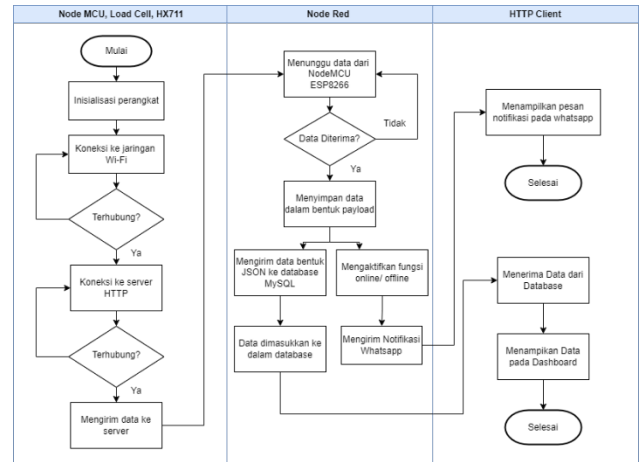 Node MCU, Load Cell, HX711
Mulai
Inisialisasi perangkat
Koneksi ke jaringan
Wi-Fi
Terhubung?
Ya
Koneksi ke server
HTTP
Terhubung?
Ya
Mengirim data ke
server
Node Red
Menunggu data dari
NodeMCU
ESP8266
Tidak
Data Diterima?
Ya
Menyimpan data
dalam bentuk payload
Mengirim data bentuk
JSON ke database
MySQL
Mengaktifkan fungsi
online/ offline
Data dimasukkan ke
dalam database
Mengirim Notifikasi
Whatsapp
HTTP Client
Menampilkan pesan
notifikasi pada whatsapp
Selesai
Menerima Data dari
Database
Menampikan Data
pada Dashboard
Selesai